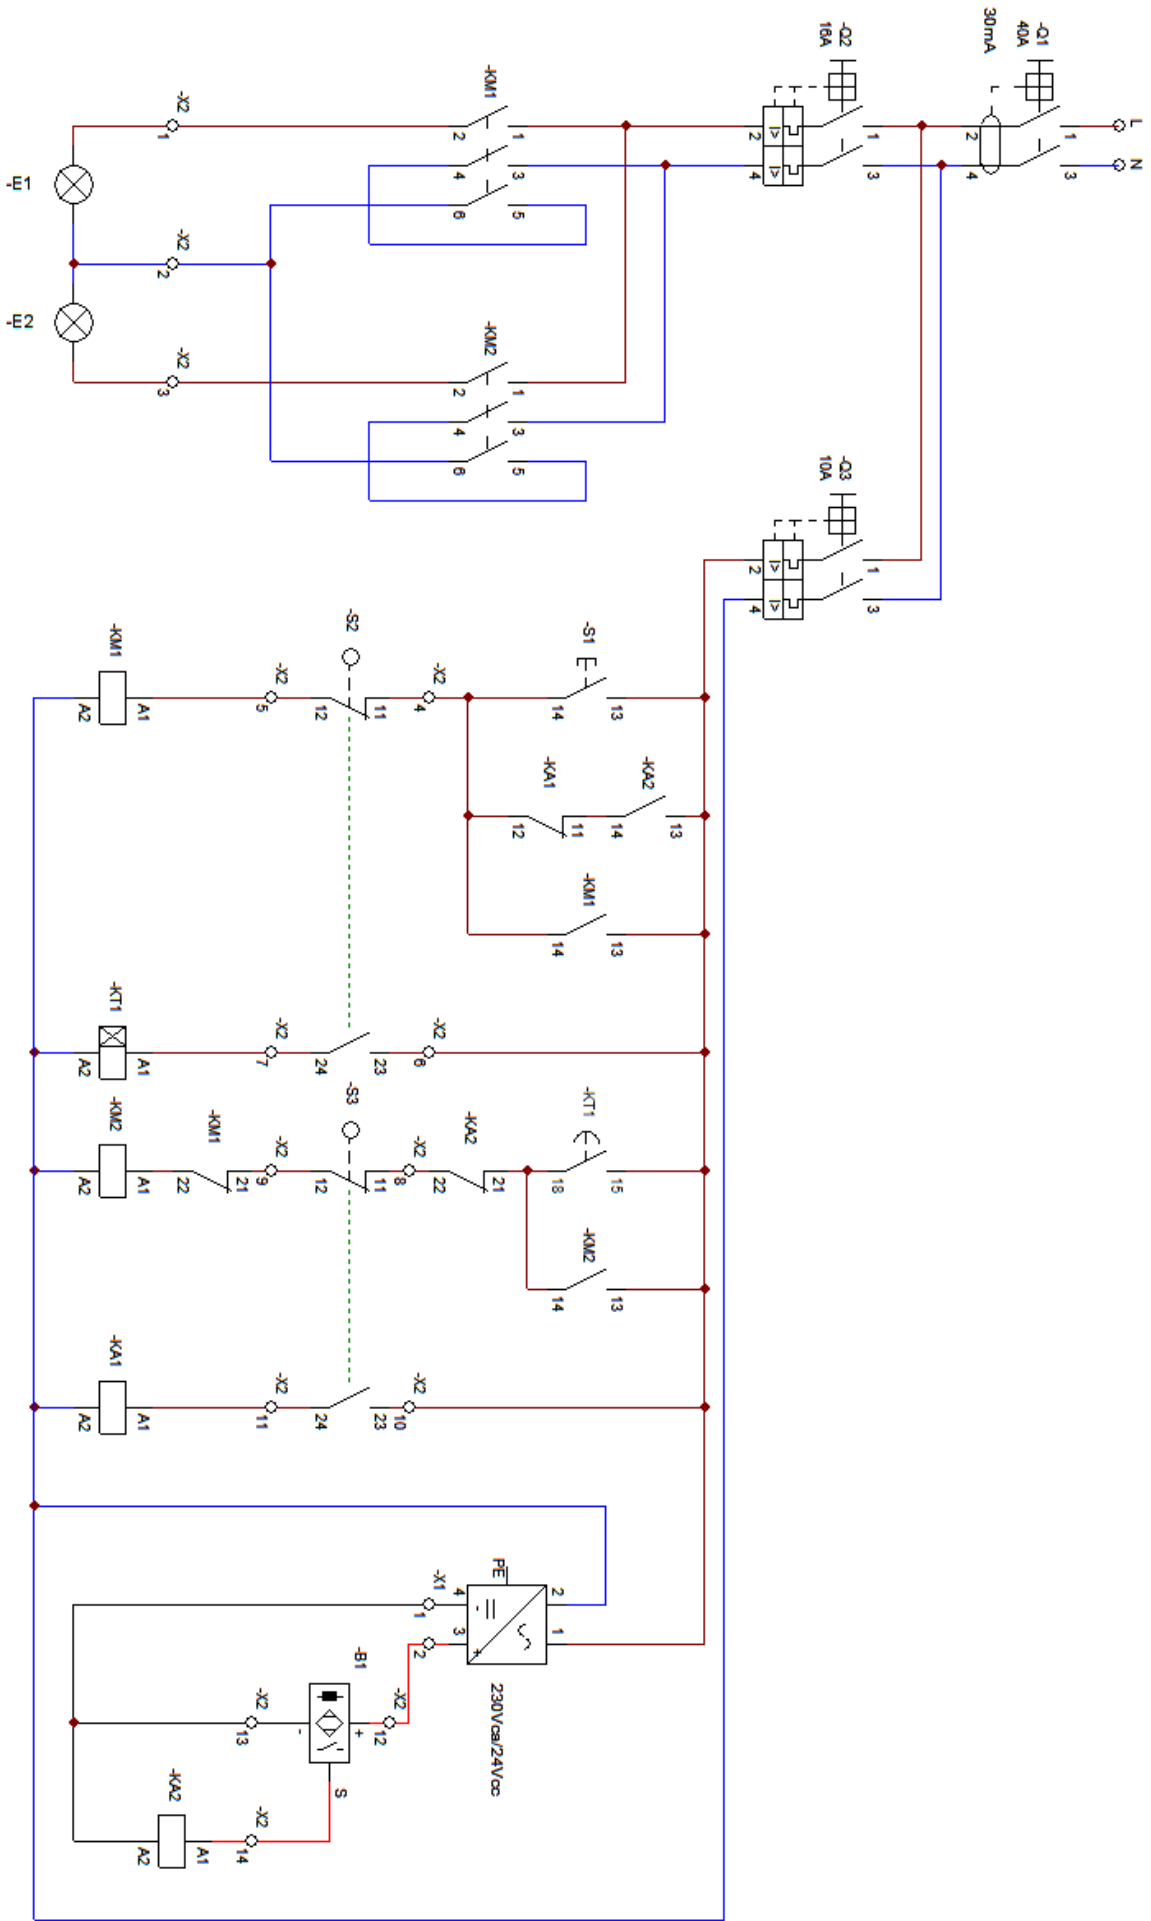 L
N
-Q1
40A
30mA
1
3
2
4
-Q2
16A
1
3
I>
I>
2
4
-Q3
10A
1
3
I>
I>
2
4
-KM1
1
3
5
2
4
6
-KM2
1
3
5
2
4
6
-X2
1
-X2
2
-X2
3
-E1
-E2
-S1
13
14
-KA2
13
14
-KA1
11
12
-KM1
13
14
-X2
4
-S2
11
12
-X2
5
-KM1
A1
A2
-X2
6
23
24
-X2
7
-KT1
A1
A2
-KT1
15
18
-KM2
13
14
-KA2
21
22
-X2
8
-S3
11
12
-X2
9
-KM1
21
22
-KM2
A1
A2
-X2
10
23
24
-X2
11
-KA1
A1
A2
2
1
PE
230Vca/24Vcc
-
+
4
3
-X1
1
2
-X2
12
-B1
+
-
S
-X2
13
-X2
14
-KA2
A1
A2